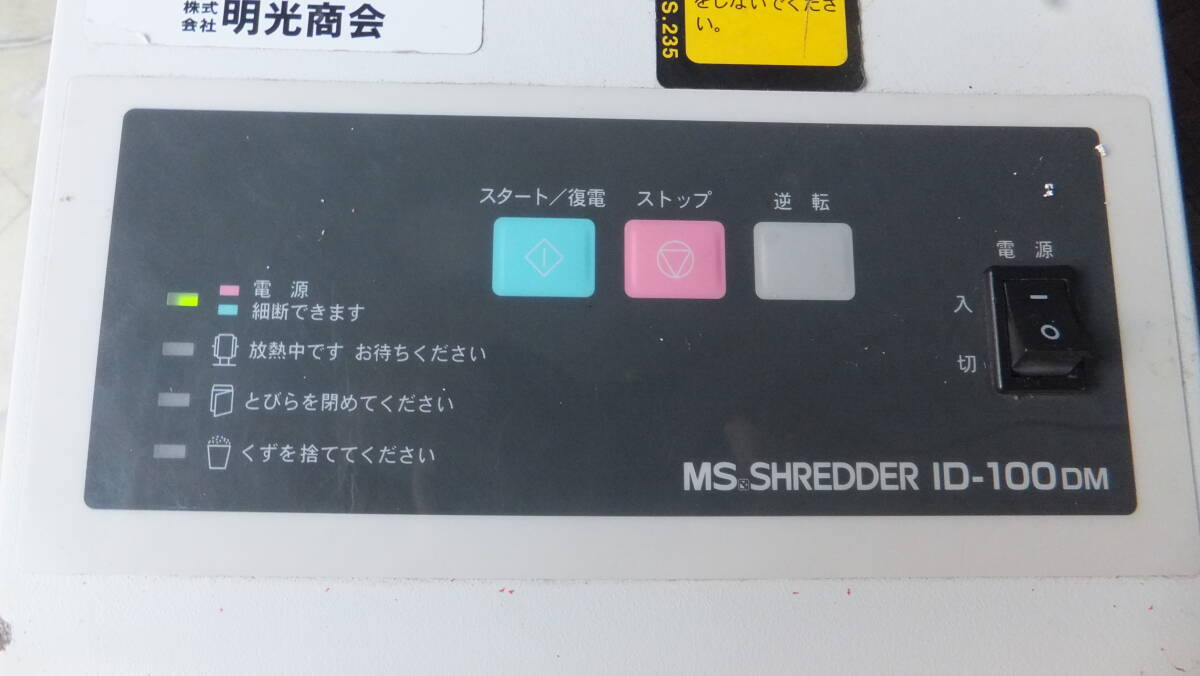 株式
会社 明光商会
をしないでくださ
い。
S.235
スタート／復電
ストップ
逆転
電源
入
切
電源
細断できます
放熱中です お待ちください
とびらを閉めてください
くずを捨ててください
MS SHREDDER ID-100DM